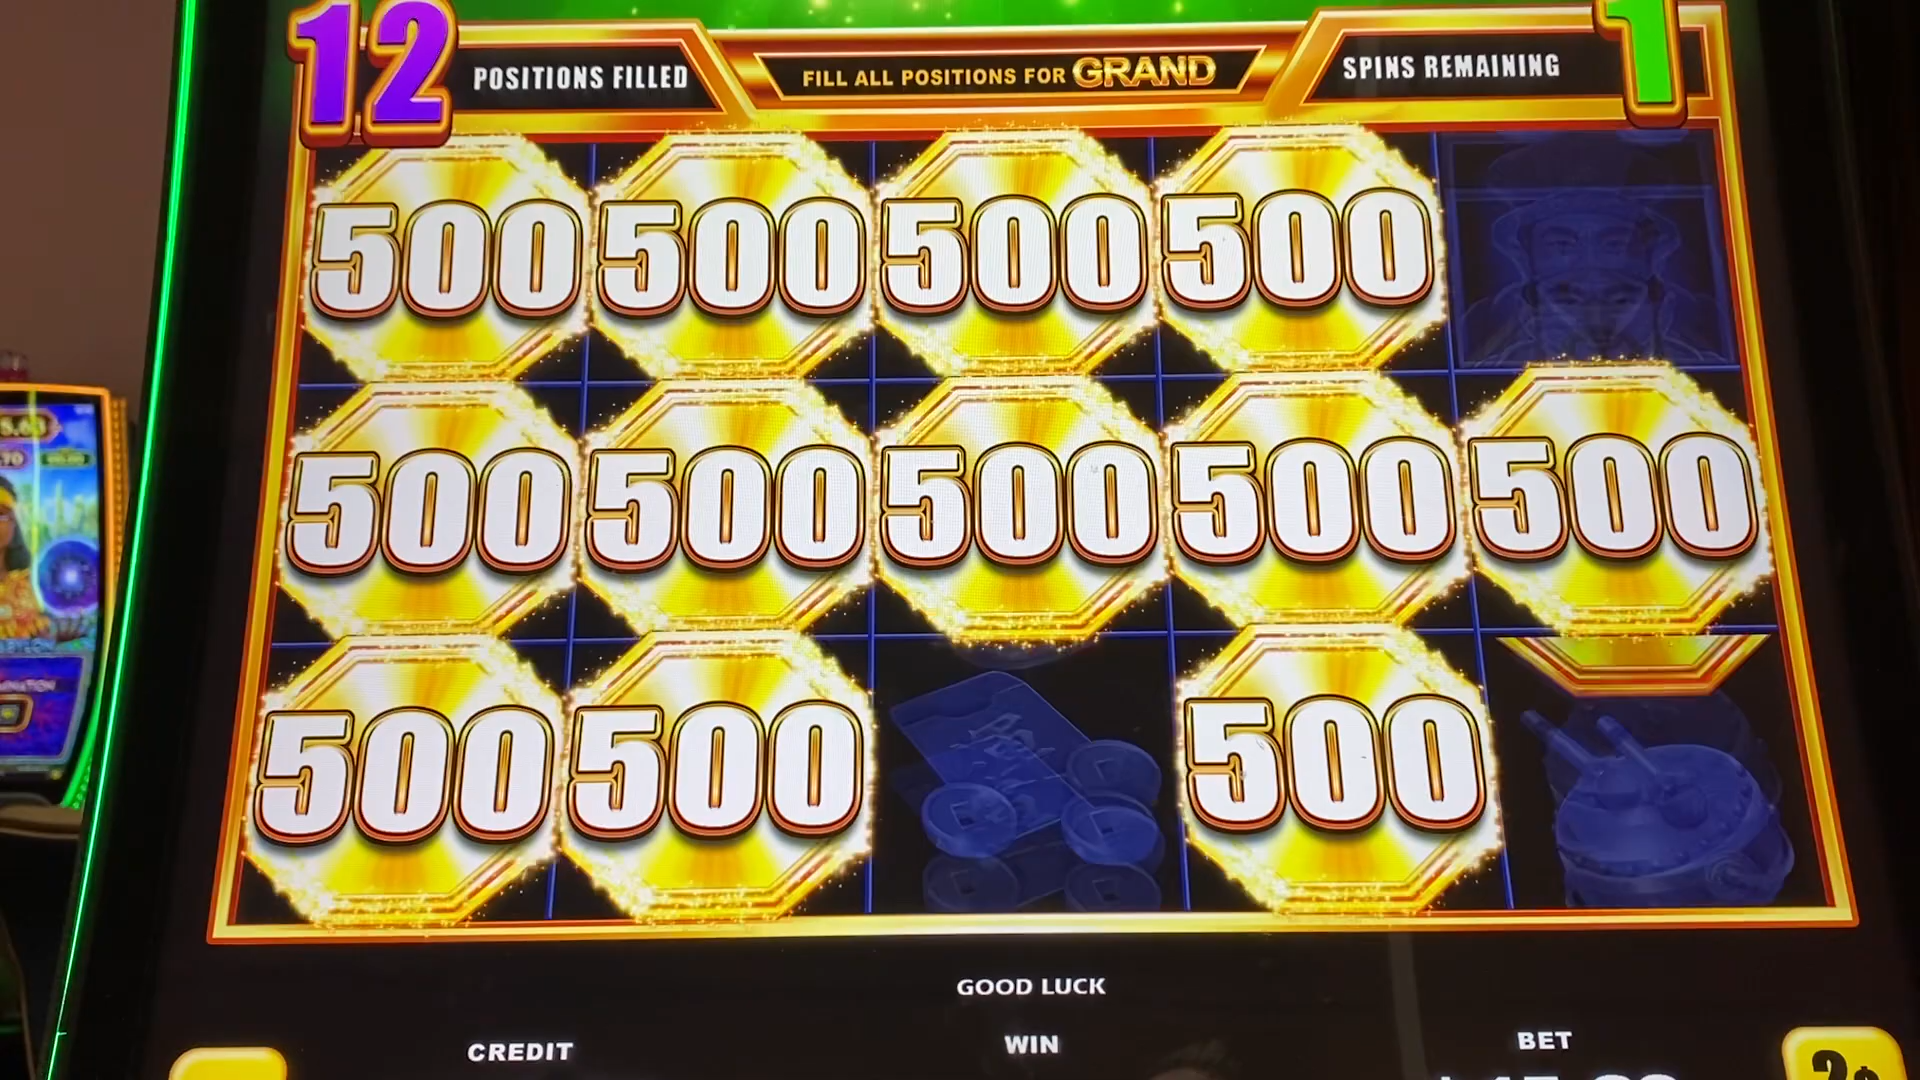 12 POSITIONS FILLED
FILL ALL POSITIONS FOR GRAND
SPINS REMAINING 1
500 500 500 500
500 500 500 500 500
500 500 500
GOOD LUCK
CREDIT WIN BET
2¢